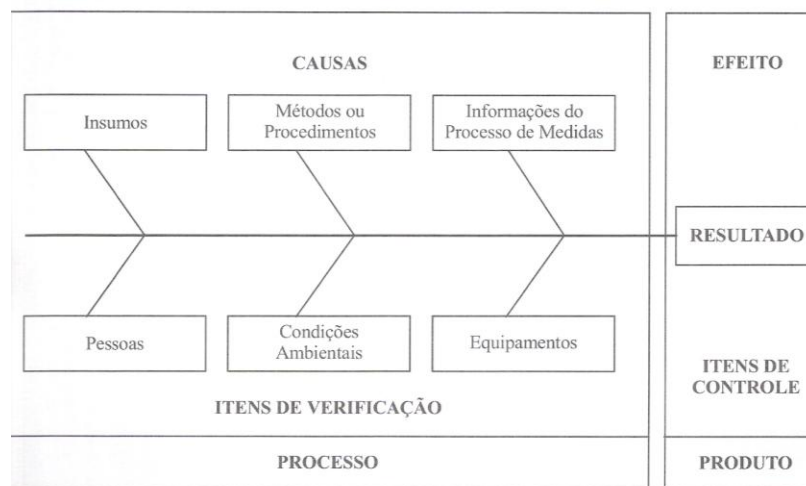 CAUSAS
EFEITO
Insumos
Métodos ou
Procedimentos
Informações do
Processo de Medidas
RESULTADO
Pessoas
Condições
Ambientais
Equipamentos
ITENS DE
CONTROLE
ITENS DE VERIFICAÇÃO
PROCESSO
PRODUTO